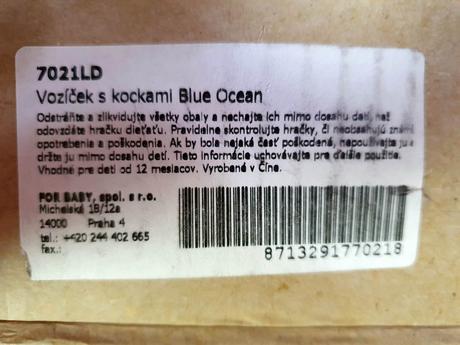 7021LD
Vozíček s kockami Blue Ocean
Odstráňte a zlikvidujte všetky obaly a nechajte ich mimo dosahu detí, než
odovzdáte hračku dieťaťu. Pravidelne skontrolujte hračky, či neobsahujú známk
opotrebenia a poškodenia. Ak by bola nejaká časť poškodená, nepoužívajte ju a
držte ju mimo dosahu detí. Tieto informácie uchovávajte pre ďalšie použitie.
Vhodné pre deti od 12 mesiacov. Vyrobené v Číne.
FOR BABY, spol. s r.o.
Michelská 18/12a
14000 Praha 4
tel.: +420 244 402 665
fax.:
8713291770218